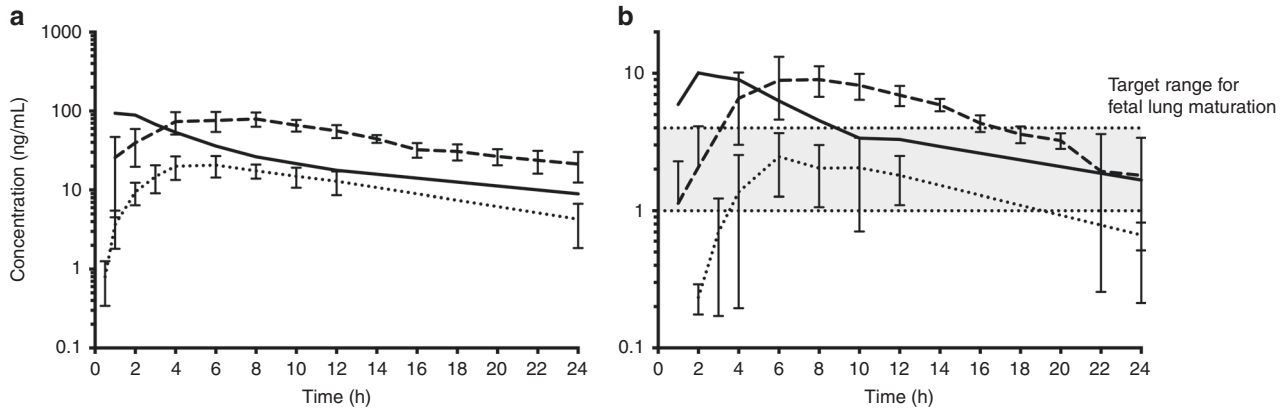 a
1000
100
10
1
0.1
Concentration (ng/mL)
0 2 4 6 8 10 12 14 16 18 20 22 24
Time (h)
b
10
1
0.1
0 2 4 6 8 10 12 14 16 18 20 22 24
Time (h)
Target range for
fetal lung maturation